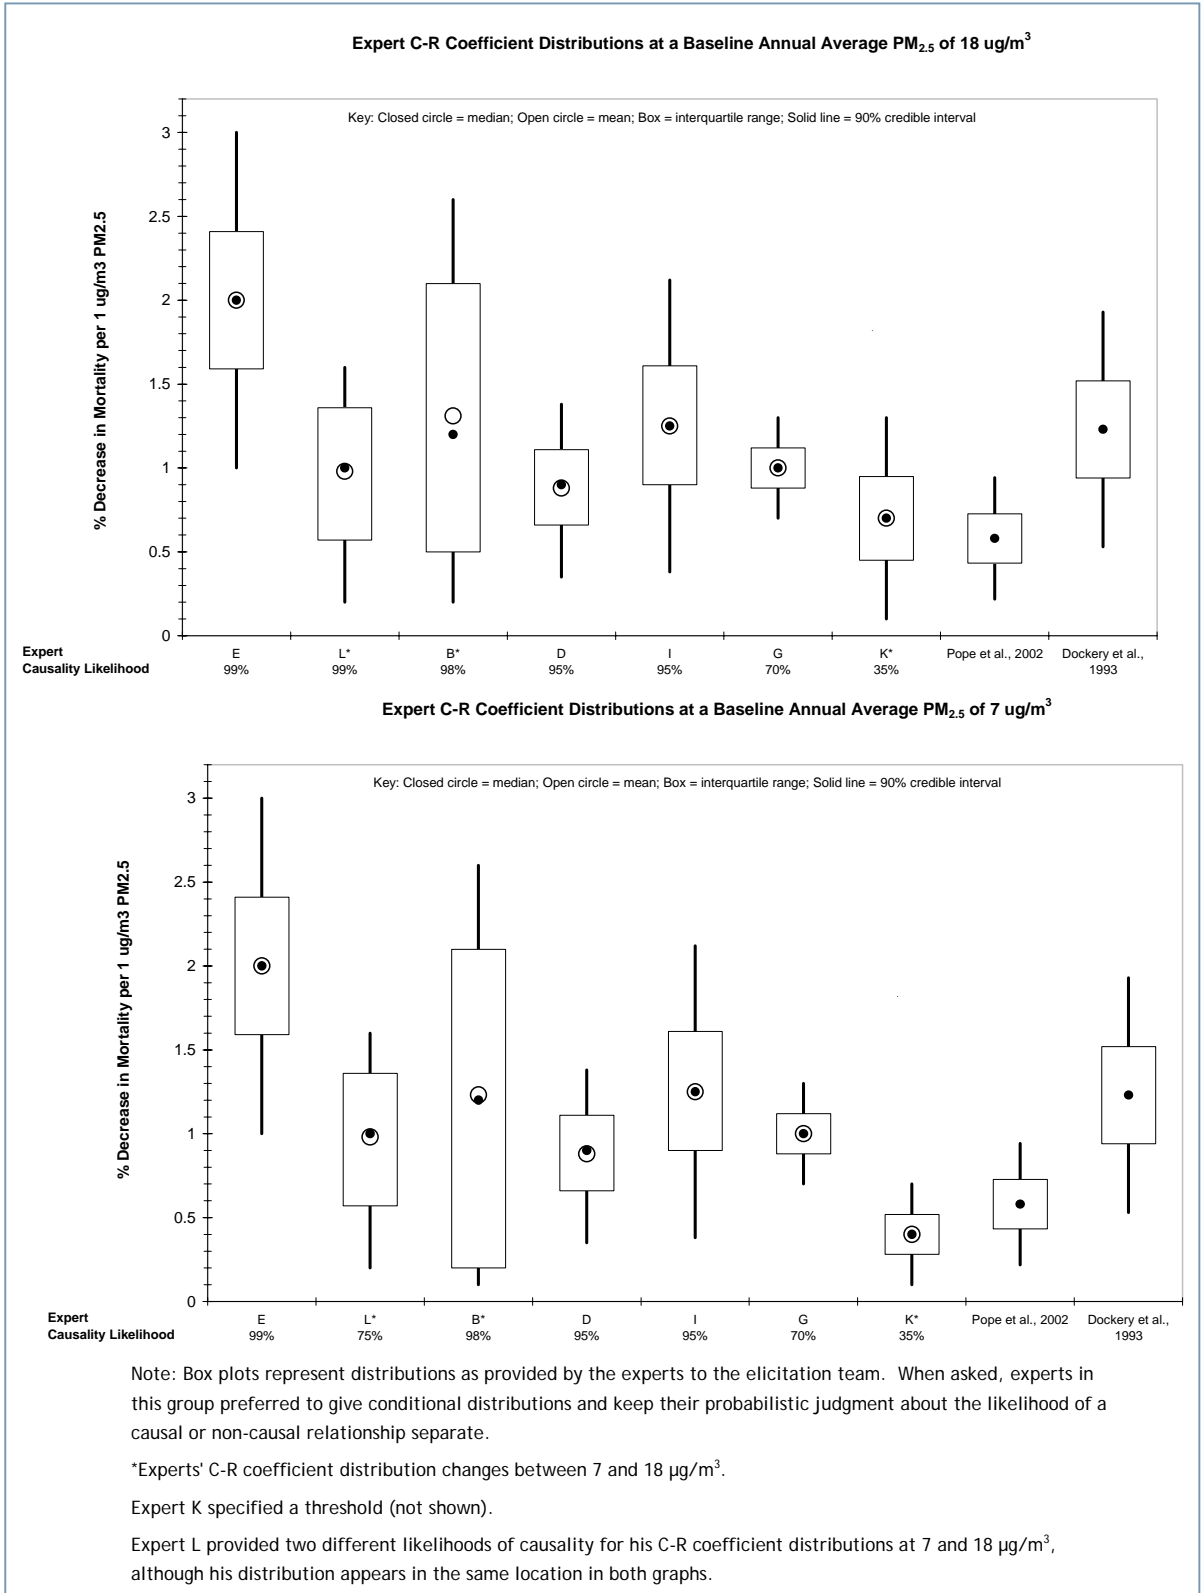 Expert C-R Coefficient Distributions at a Baseline Annual Average PM2.5 of 18 ug/m3
Key: Closed circle = median; Open circle = mean; Box = interquartile range; Solid line = 90% credible interval
% Decrease in Mortality per 1 ug/m3 PM2.5
3
2.5
2
1.5
1
0.5
0
Expert E L* B* D I G K* Pope et al., 2002 Dockery et al.,
Causality Likelihood 99% 99% 98% 95% 95% 70% 35% 1993
Expert C-R Coefficient Distributions at a Baseline Annual Average PM2.5 of 7 ug/m3
Key: Closed circle = median; Open circle = mean; Box = interquartile range; Solid line = 90% credible interval
% Decrease in Mortality per 1 ug/m3 PM2.5
3
2.5
2
1.5
1
0.5
0
Expert E L* B* D I G K* Pope et al., 2002 Dockery et al.,
Causality Likelihood 99% 75% 98% 95% 95% 70% 35% 1993
Note: Box plots represent distributions as provided by the experts to the elicitation team. When asked, experts in
this group preferred to give conditional distributions and keep their probabilistic judgment about the likelihood of a
causal or non-causal relationship separate.
*Experts' C-R coefficient distribution changes between 7 and 18 µg/m3.
Expert K specified a threshold (not shown).
Expert L provided two different likelihoods of causality for his C-R coefficient distributions at 7 and 18 µg/m3,
although his distribution appears in the same location in both graphs.